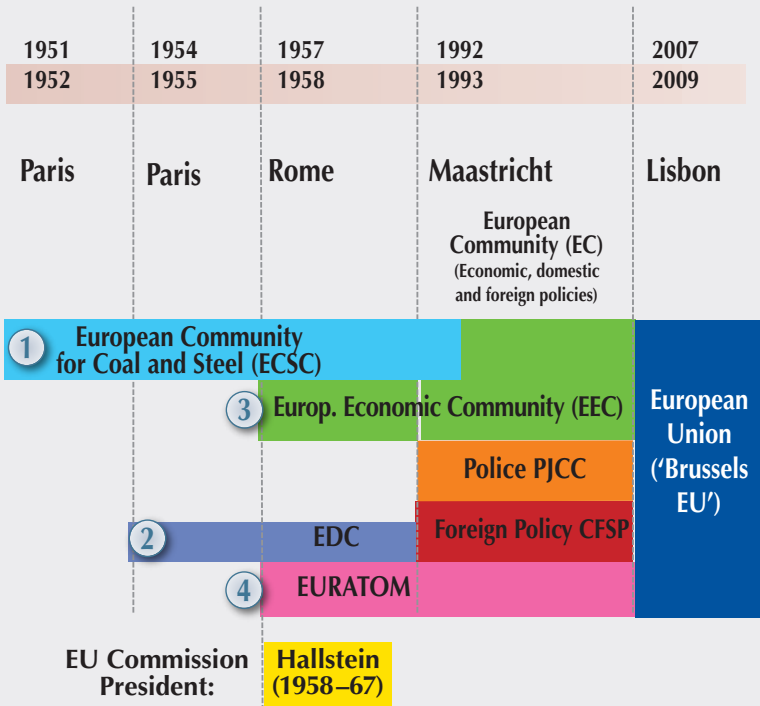 1951 1954 1957 1992 2007
1952 1955 1958 1993 2009
Paris Paris Rome Maastricht Lisbon
European
Community (EC)
(Economic, domestic
and foreign policies)
1 European Community
for Coal and Steel (ECSC)
3 Europ. Economic Community (EEC)
European
Union
(‘Brussels
EU’)
Police PJCC
2 EDC Foreign Policy CFSP
4 EURATOM
EU Commission
President:
Hallstein
(1958–67)